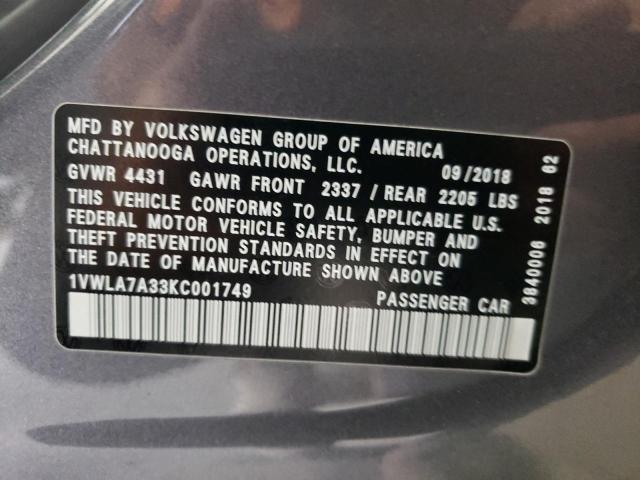 MFD BY VOLKSWAGEN GROUP OF AMERICA
CHATTANOOGA OPERATIONS, LLC. 09/2018
GVWR 4431 GAWR FRONT 2337 / REAR 2205 LBS
THIS VEHICLE CONFORMS TO ALL APPLICABLE U.S.
FEDERAL MOTOR VEHICLE SAFETY, BUMPER AND
THEFT PREVENTION STANDARDS IN EFFECT ON
THE DATE OF MANUFACTURE SHOWN ABOVE
1VWLA7A33KC001749 PASSENGER CAR
3840006 2018 62